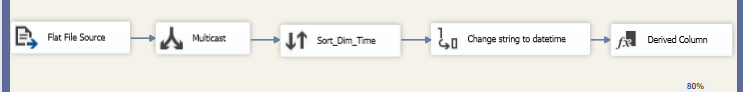 Flat File Source
Multicast
Sort_Dim_Time
Change string to datetime
Derived Column
80%